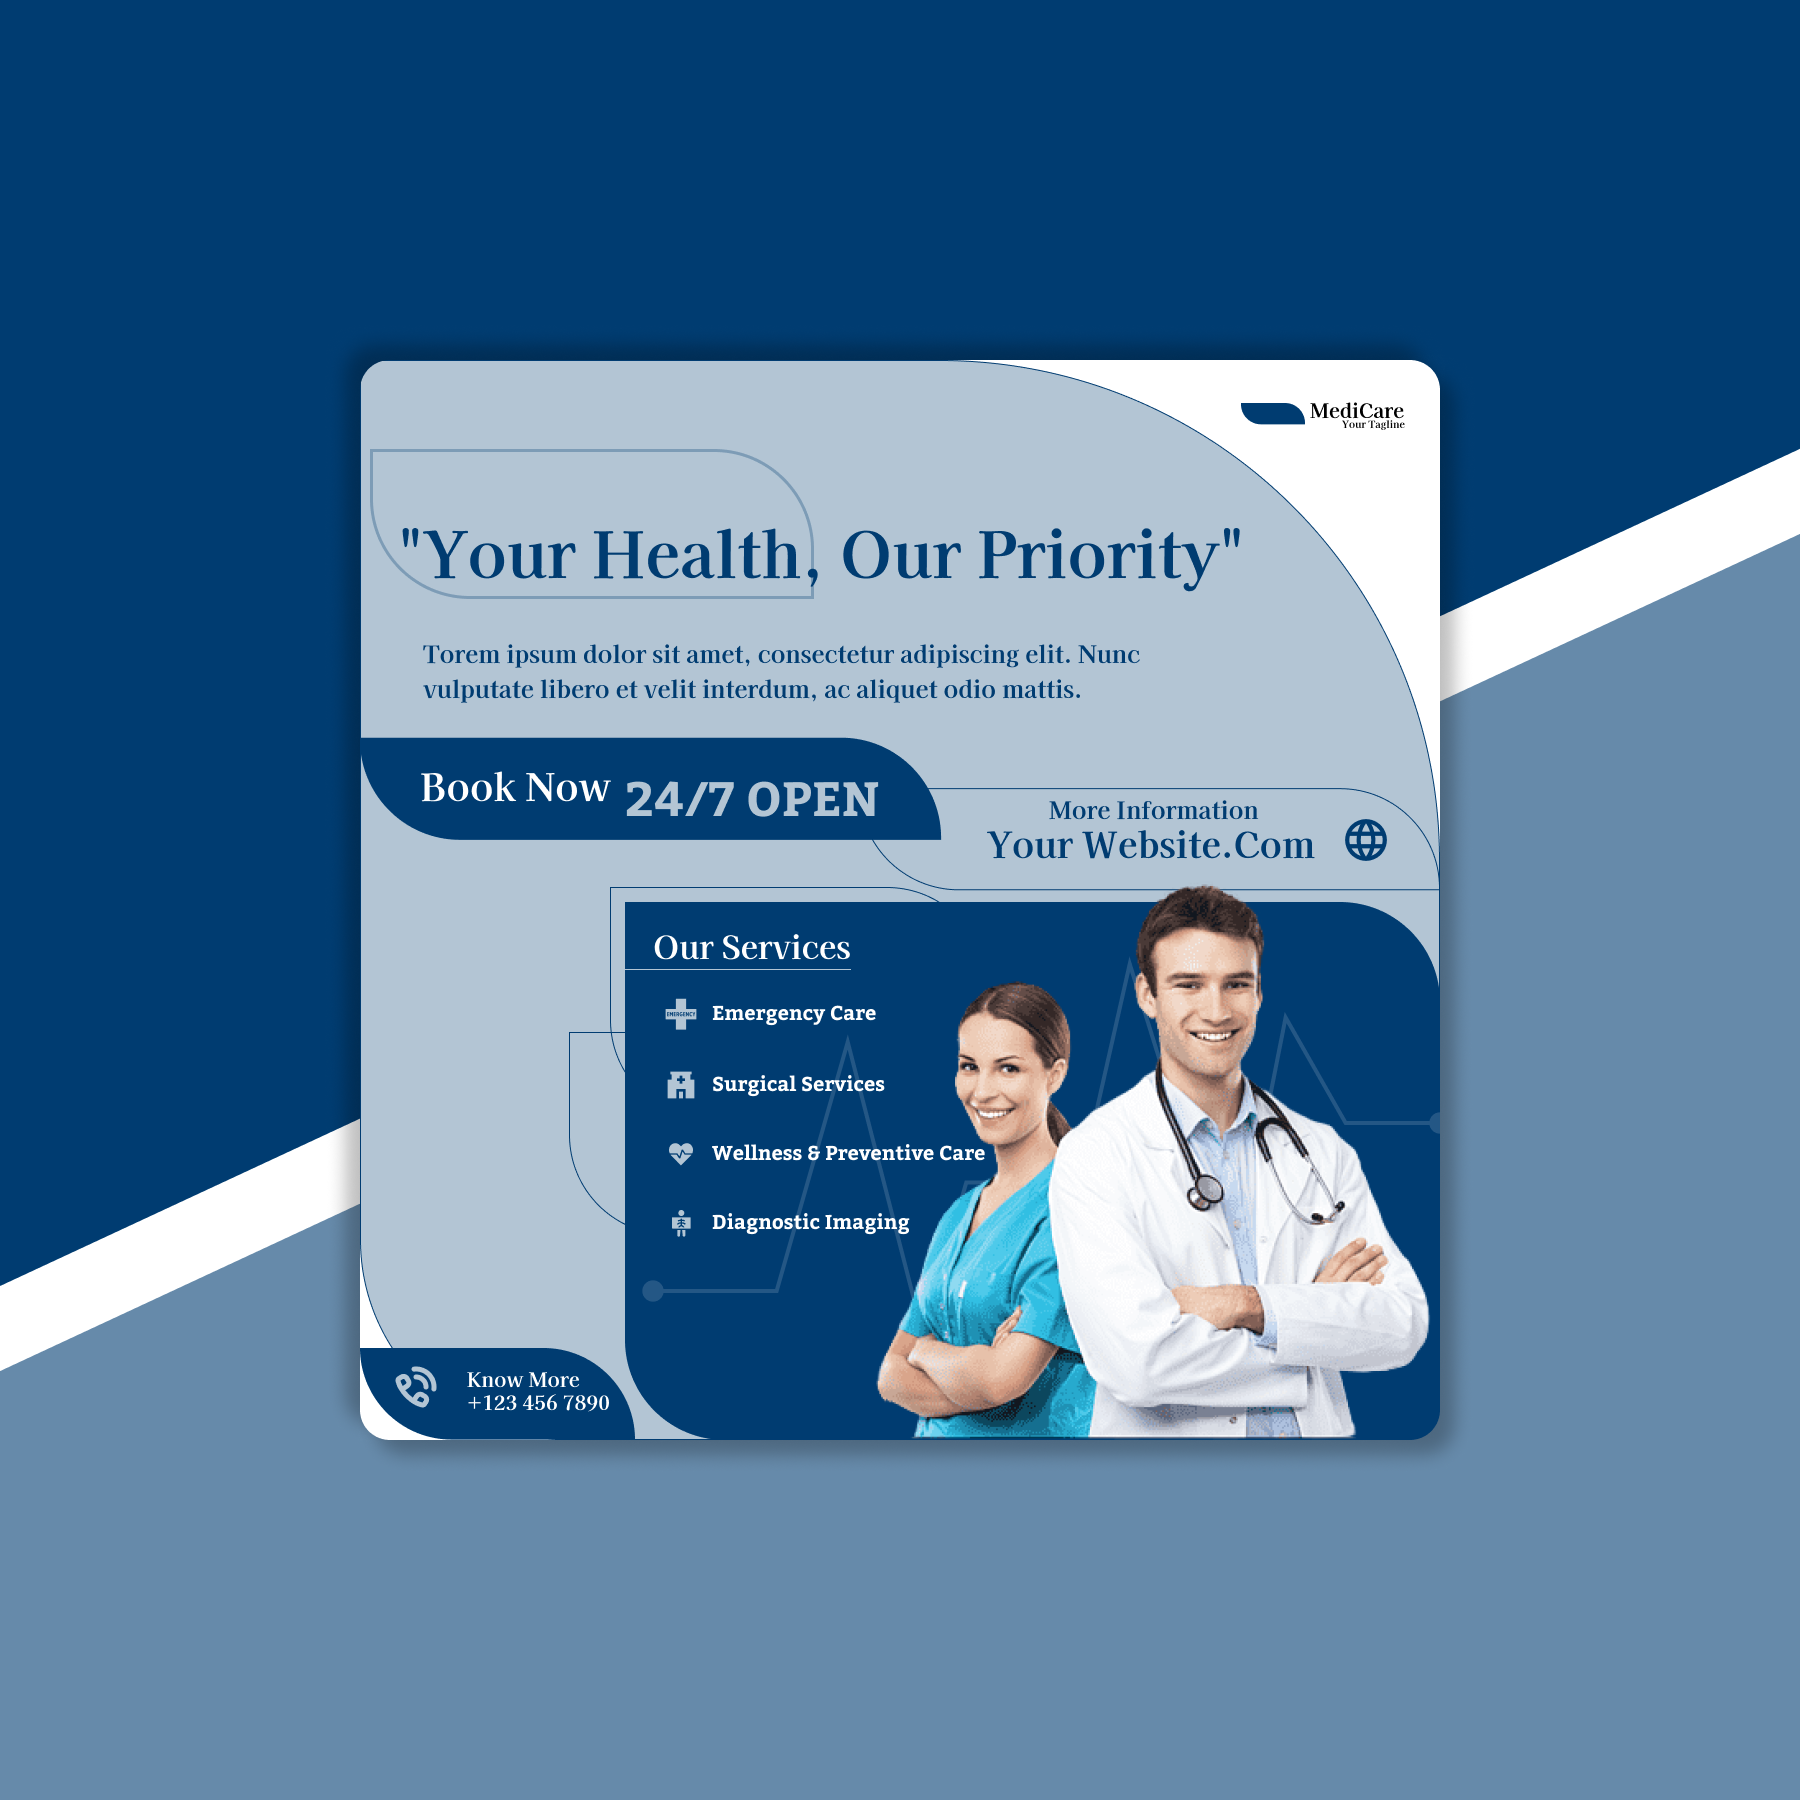 MediCare
Your Tagline
"Your Health, Our Priority"
Torem ipsum dolor sit amet, consectetur adipiscing elit. Nunc
vulputate libero et velit interdum, ac aliquet odio mattis.
Book Now 24/7 OPEN
More Information
Your Website.Com
Our Services
EMERGENCY
Emergency Care
Surgical Services
Wellness & Preventive Care
Diagnostic Imaging
Know More
+123 456 7890